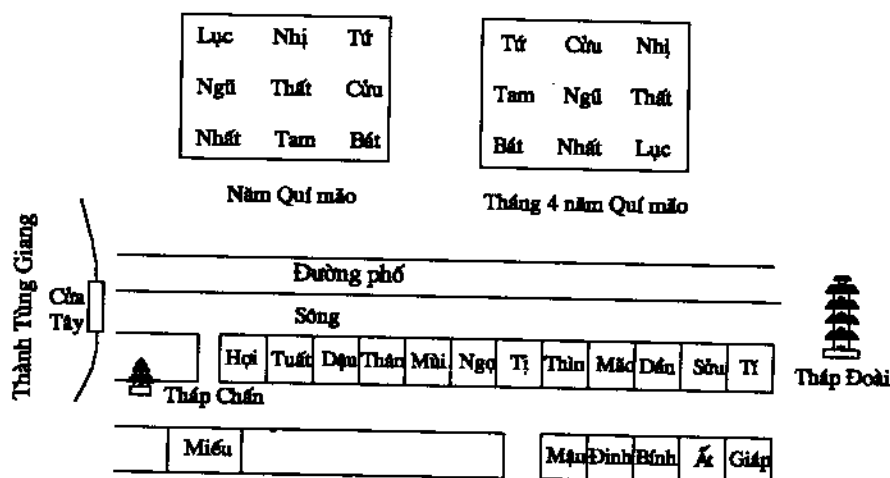 Lục Nhị Tứ
Ngũ Thất Cửu
Nhất Tam Bát
Năm Quí mão
Tứ Cửu Nhị
Tam Ngũ Thất
Bát Nhất Lục
Tháng 4 năm Quí mão
Thành Tùng Giang
Cửa
Tây
Đường phố
Sông
Hợi Tuất Dậu Thân Mùi Ngọ Tị Thìn Mão Dần Sửu Tí
Tháp Chấn
Tháp Đoài
Miếu
Mậu Đinh Bính Ất Giáp